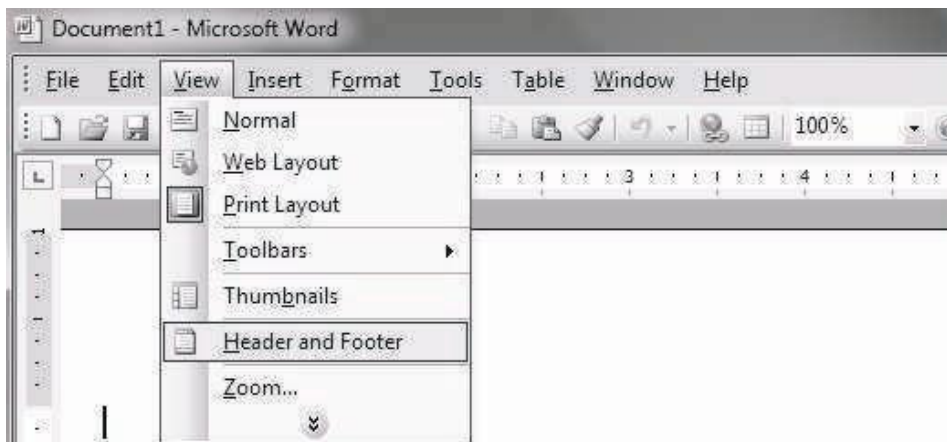 Document1 - Microsoft Word
File Edit View Insert Format Tools Table Window Help
100%
Normal
Web Layout
Print Layout
Toolbars
Thumbnails
Header and Footer
Zoom...
3 4
1